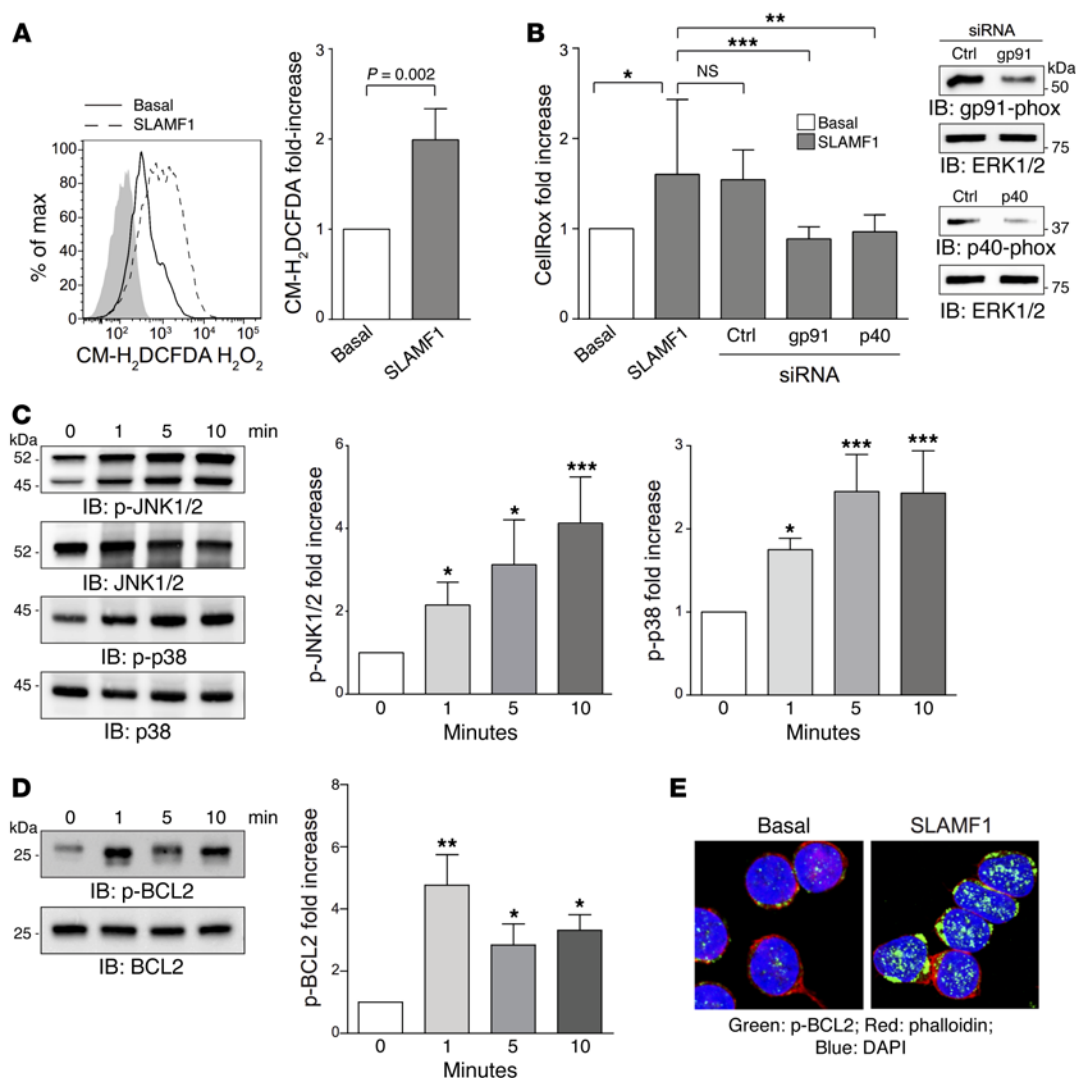 A
Basal
SLAMF1
% of max
100
80
60
40
20
0
10² 10³ 10⁴ 10⁵
CM-H₂DCFDA H₂O₂
CM-H₂DCFDA fold-increase
3
2
1
0
P = 0.002
Basal
SLAMF1
B
CellRox fold increase
3
2
1
0
**
***
*
NS
Basal
SLAMF1
Basal
SLAMF1
Ctrl gp91 p40
siRNA
siRNA
Ctrl gp91
kDa
- 50
IB: gp91-phox
- 75
IB: ERK1/2
Ctrl p40
- 37
IB: p40-phox
- 75
IB: ERK1/2
C
0 1 5 10 min
kDa
52 -
45 -
IB: p-JNK1/2
52 -
IB: JNK1/2
45 -
IB: p-p38
45 -
IB: p38
p-JNK1/2 fold increase
6
4
2
0
* * ***
0 1 5 10
Minutes
p-p38 fold increase
3
2
1
0
* *** ***
0 1 5 10
Minutes
D
0 1 5 10 min
kDa
25 -
IB: p-BCL2
25 -
IB: BCL2
p-BCL2 fold increase
8
6
4
2
0
** * *
0 1 5 10
Minutes
E
Basal SLAMF1
Green: p-BCL2; Red: phalloidin;
Blue: DAPI